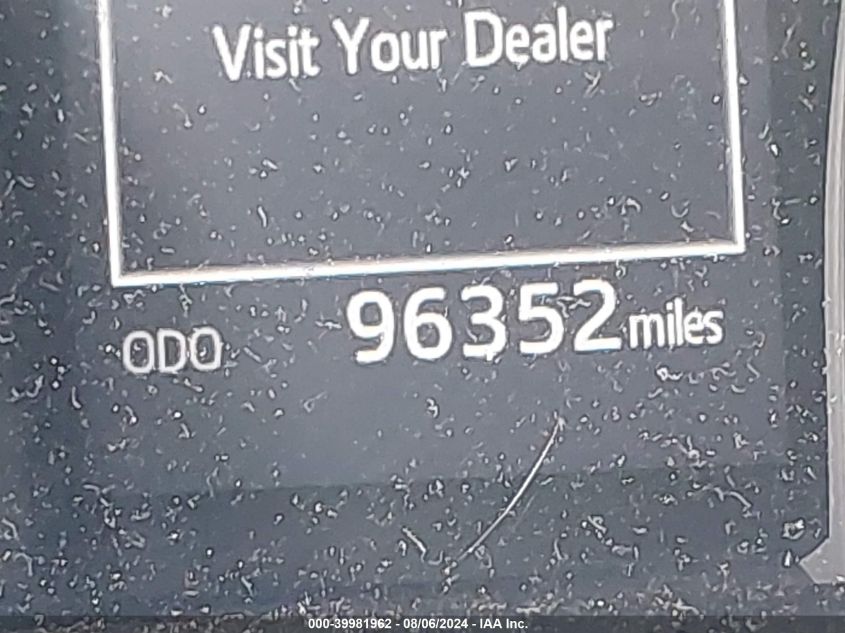 Visit Your Dealer
ODO 96352 miles
000-39981962 - 08/06/2024 - IAA Inc.